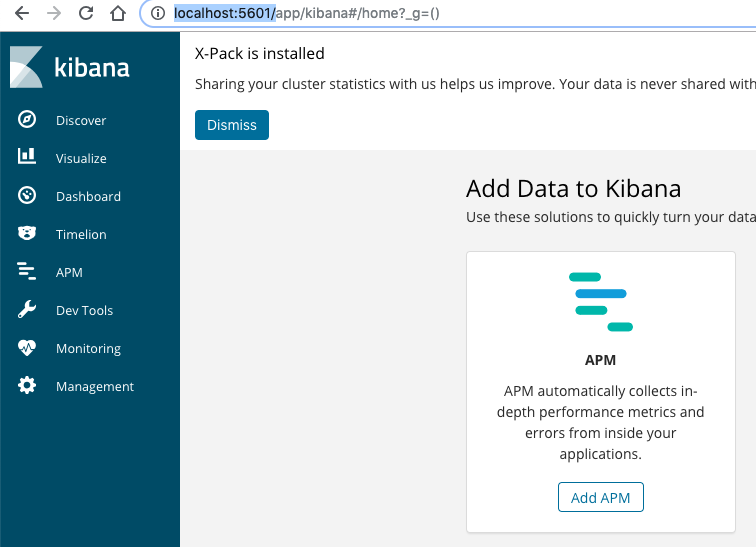 localhost:5601/app/kibana#/home?_g=()
kibana
Discover
Visualize
Dashboard
Timelion
APM
Dev Tools
Monitoring
Management
X-Pack is installed
Sharing your cluster statistics with us helps us improve. Your data is never shared with
Dismiss
Add Data to Kibana
Use these solutions to quickly turn your data
APM
APM automatically collects in-
depth performance metrics and
errors from inside your
applications.
Add APM